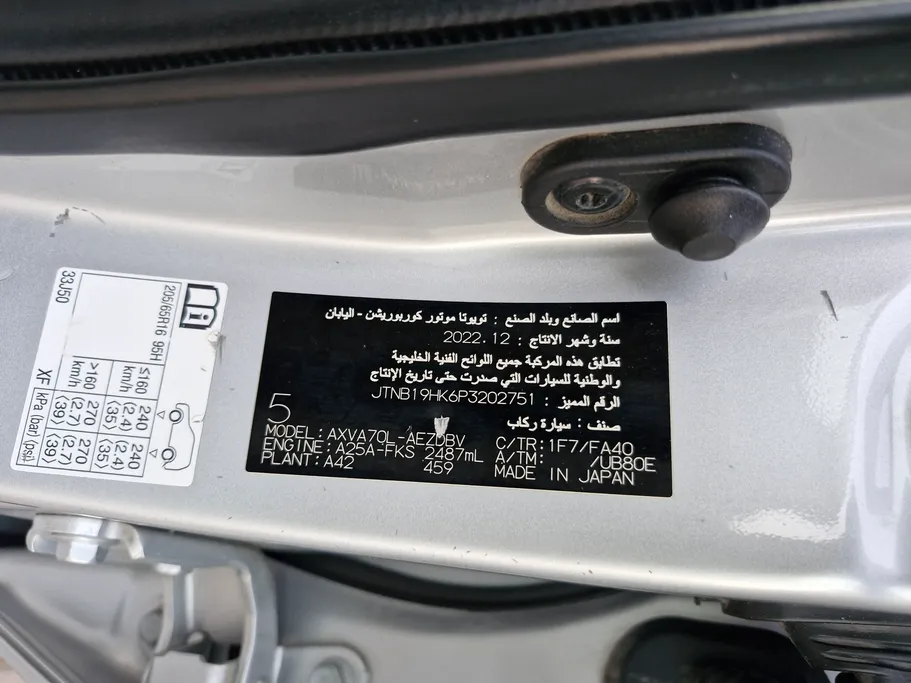 اسم الصانع وبلد الصنع : تويوتا موتور كوربوريشن - اليابان
سنة وشهر الانتاج : 2022.12
تطابق هذه المركبة جميع اللوائح الفنية الخليجية
والوطنية للسيارات التي صدرت حتى تاريخ الإنتاج
الرقم المميز : JTNB19HK6P3202751
صنف : سيارة ركاب
5
MODEL: AXVA70L-AEZDBV C/TR: 1F7/FA40
ENGINE: A25A-FKS 2487mL A/TM: /UB80E
PLANT: A42 459 MADE IN JAPAN
33J50
205/65R16 95H
≤160 km/h 240 (2.4) ⟨35⟩ 240 (2.4) ⟨35⟩
>160 km/h 270 (2.7) ⟨39⟩ 270 (2.7) ⟨39⟩
XF kPa (bar) ⟨psi⟩